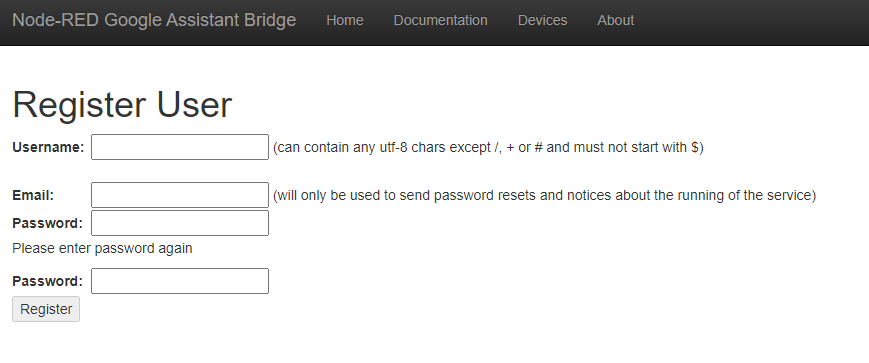 Node-RED Google Assistant Bridge Home Documentation Devices About
Register User
Username: (can contain any utf-8 chars except /, + or # and must not start with $)
Email: (will only be used to send password resets and notices about the running of the service)
Password:
Please enter password again
Password:
Register